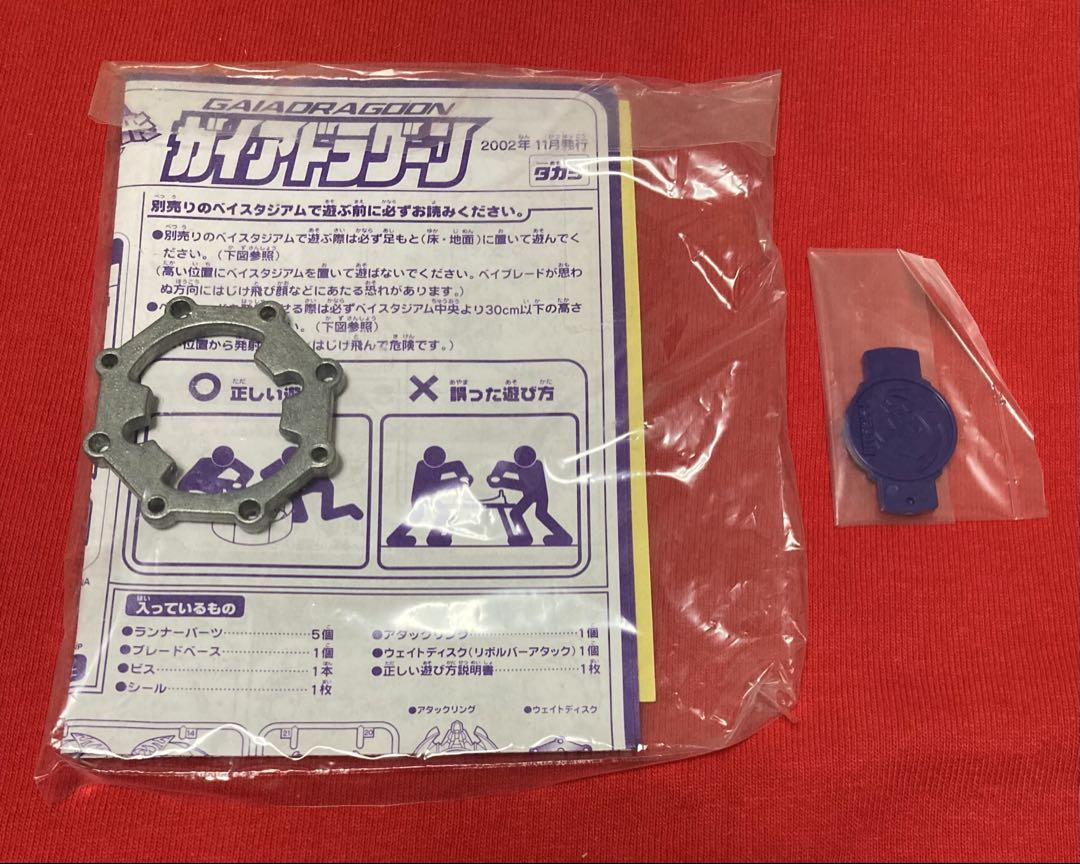 GAIADRAGOON
ガイアドラグーン
2002年 11月発行
タカラ
別売りのベイスタジアムで遊ぶ前に必ずお読みください。
●別売りのベイスタジアムで遊ぶ際は必ず足もと(床・地面)に置いて遊んでく
ださい。(下図参照)
(高い位置にベイスタジアムを置いて遊ばないでください。ベイブレードが思わ
ぬ方向にはじけ飛び顔などにあたる恐れがあります。)
せる際は必ずベイスタジアム中央より30cm以下の高さ
い。(下図参照)
位置から発射 はじけ飛んで危険です。)
○ 正しい遊
× 誤った遊び方
入っているもの
●ランナーパーツ 5個
●ブレードベース 1個
●ビス 1本
●シール 1枚
●アタックリング 1個
●ウェイトディスク(リボルバーアタック) 1個
●正しい遊び方説明書 1枚
●アタックリング
●ウェイトディスク
14
21
20